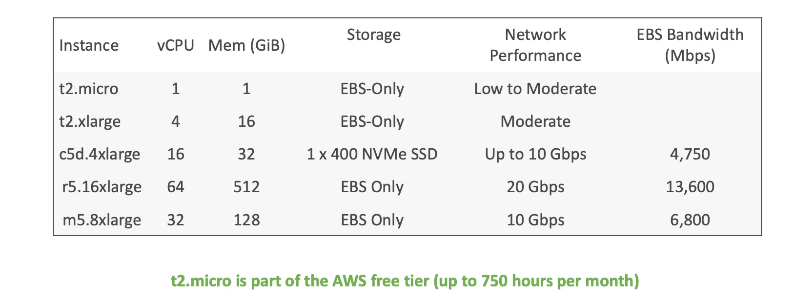 Instance vCPU Mem (GiB) Storage Network Performance EBS Bandwidth (Mbps)
t2.micro 1 1 EBS-Only Low to Moderate
t2.xlarge 4 16 EBS-Only Moderate
c5d.4xlarge 16 32 1 x 400 NVMe SSD Up to 10 Gbps 4,750
r5.16xlarge 64 512 EBS Only 20 Gbps 13,600
m5.8xlarge 32 128 EBS Only 10 Gbps 6,800
t2.micro is part of the AWS free tier (up to 750 hours per month)